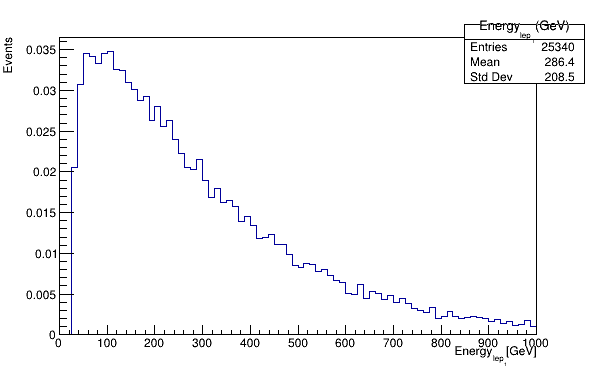 Energy_lep_1 (GeV)
Entries 25340
Mean 286.4
Std Dev 208.5
Events
0.035
0.03
0.025
0.02
0.015
0.01
0.005
0
0 100 200 300 400 500 600 700 800 900 1000
Energy_lep_1 [GeV]